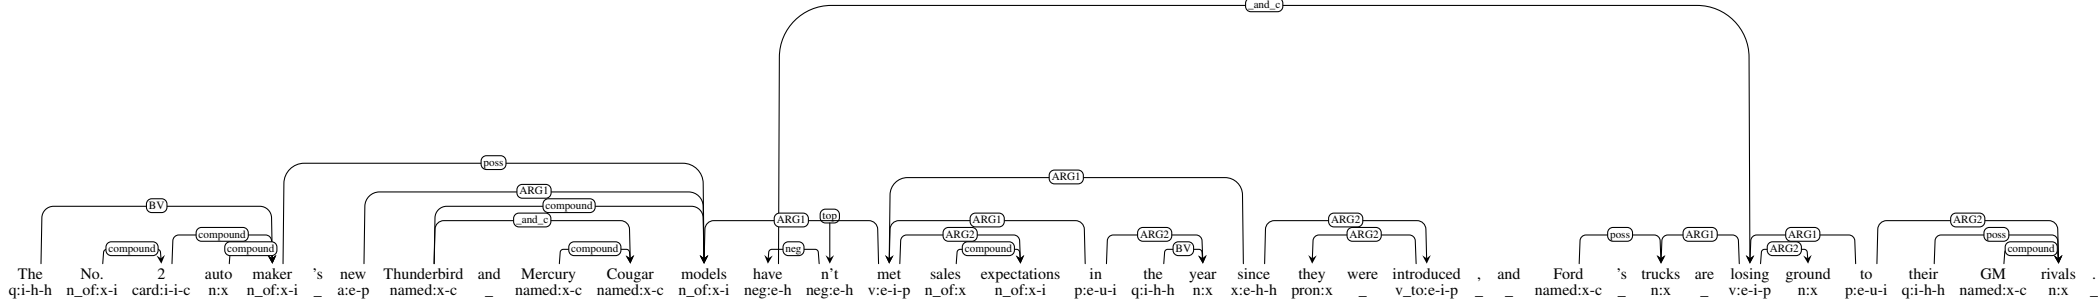 _and_c
poss
ARG1 ARG1
BV compound _and_c ARG1 top ARG1 ARG2 ARG2
compound ARG2 ARG2 ARG2 poss ARG1 ARG1 poss
compound compound compound neg compound BV ARG2 compound
The No. 2 auto maker 's new Thunderbird and Mercury Cougar models have n't met sales expectations in the year since they were introduced , and Ford 's trucks are losing ground to their GM rivals .
q:i-h-h n_of:x-i card:i-i-c n:x n_of:x-i _ a:e-p named:x-c _ named:x-c named:x-c n_of:x-i neg:e-h neg:e-h v:e-i-p n_of:x n_of:x-i p:e-u-i q:i-h-h n:x x:e-h-h pron:x _ v_to:e-i-p _ _ named:x-c _ n:x _ v:e-i-p n:x p:e-u-i q:i-h-h named:x-c n:x _